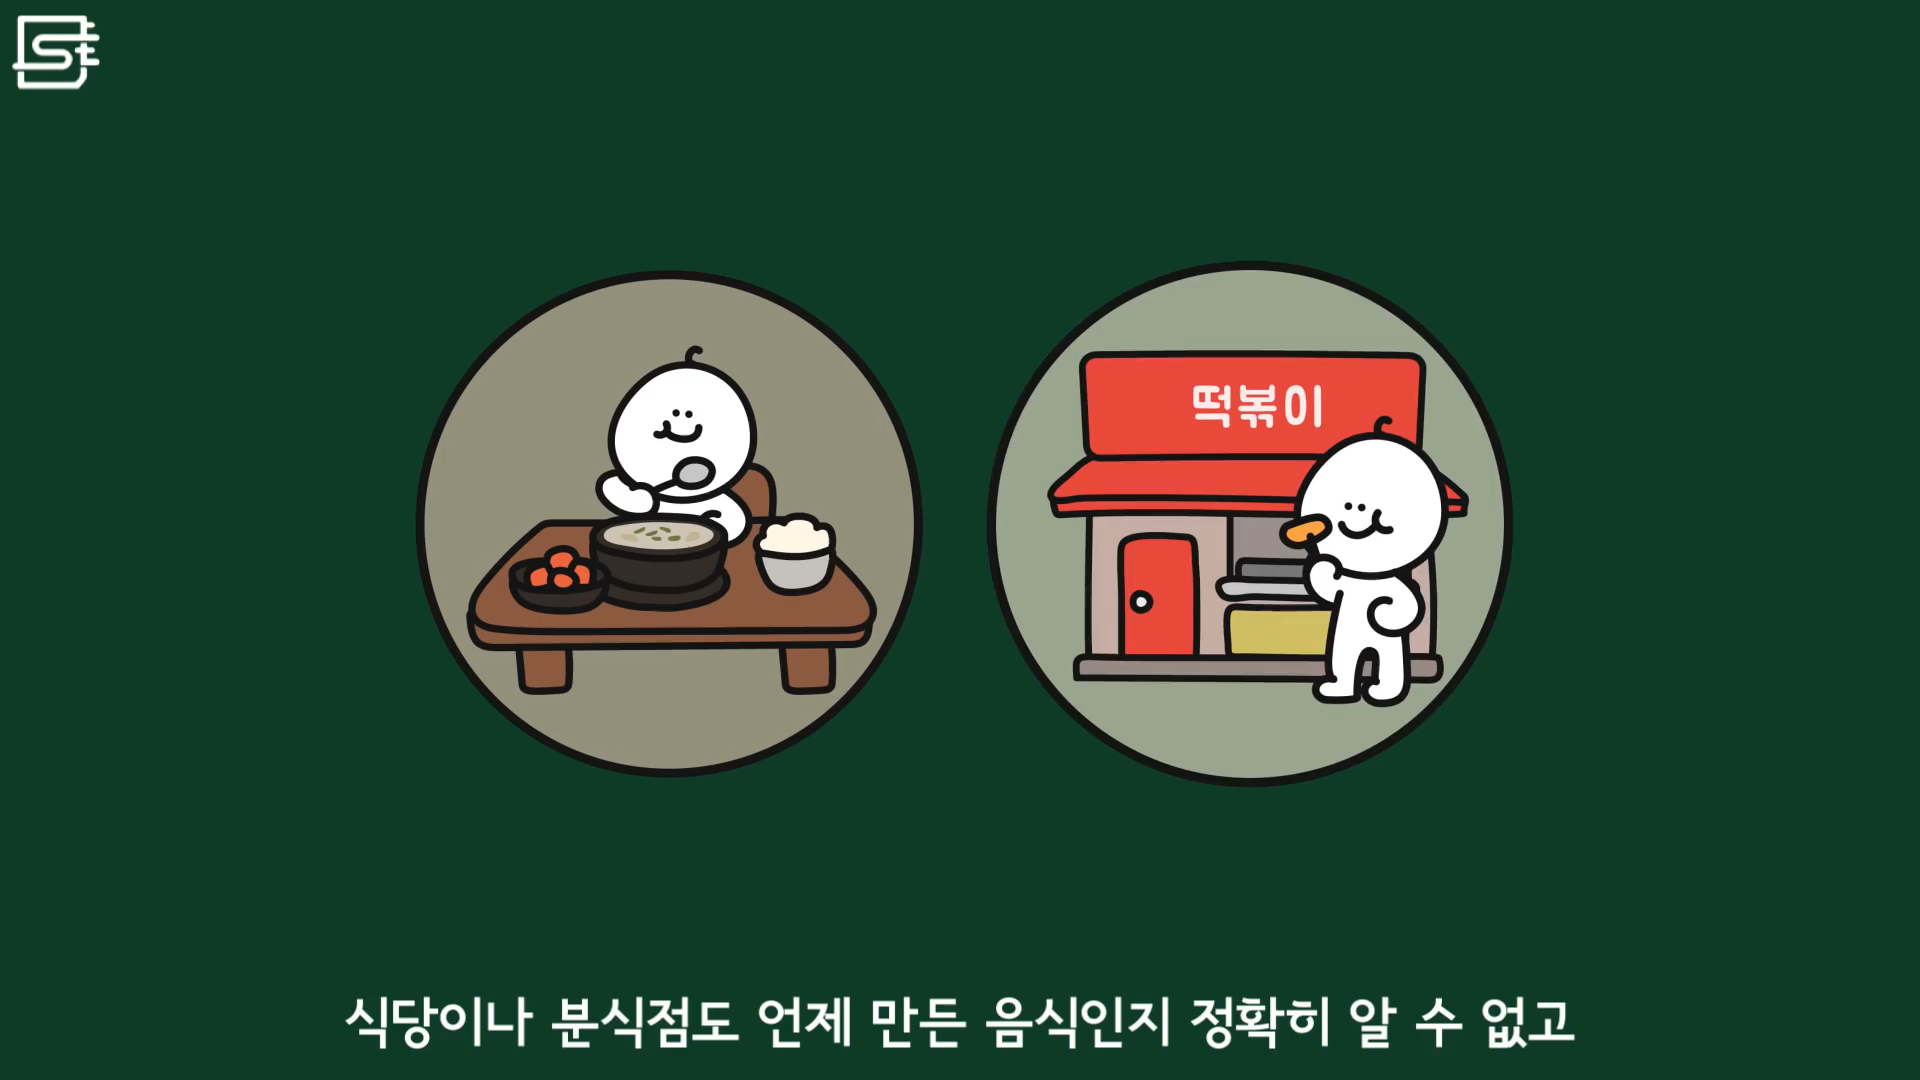 떡볶이
식당이나 분식점도 언제 만든 음식인지 정확히 알 수 없고